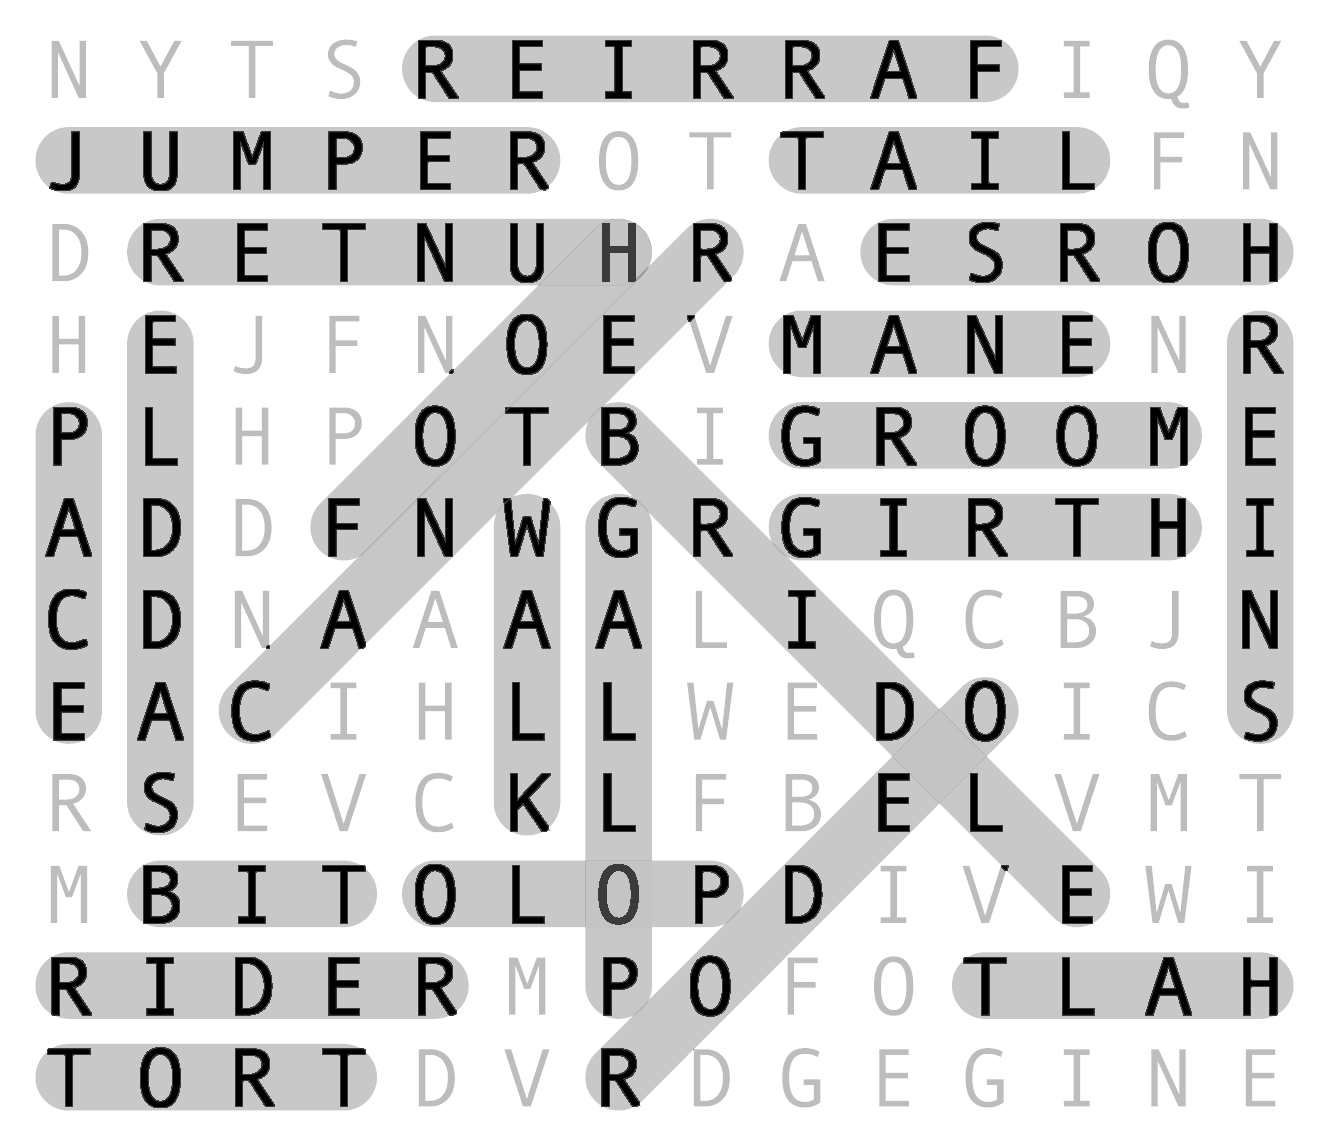 N Y T S R E I R R A F I Q Y
J U M P E R O T T A I L F N
D R E T N U H R A E S R O H
H E J F N O E V M A N E N R
P L H P O T B I G R O O M E
A D D F N W G R G I R T H I
C D N A A A A L I Q C B J N
E A C I H L L W E D O I C S
R S E V C K L F B E L V M T
M B I T O L O P D I V E W I
R I D E R M P O F O T L A H
T O R T D V R D G E G I N E